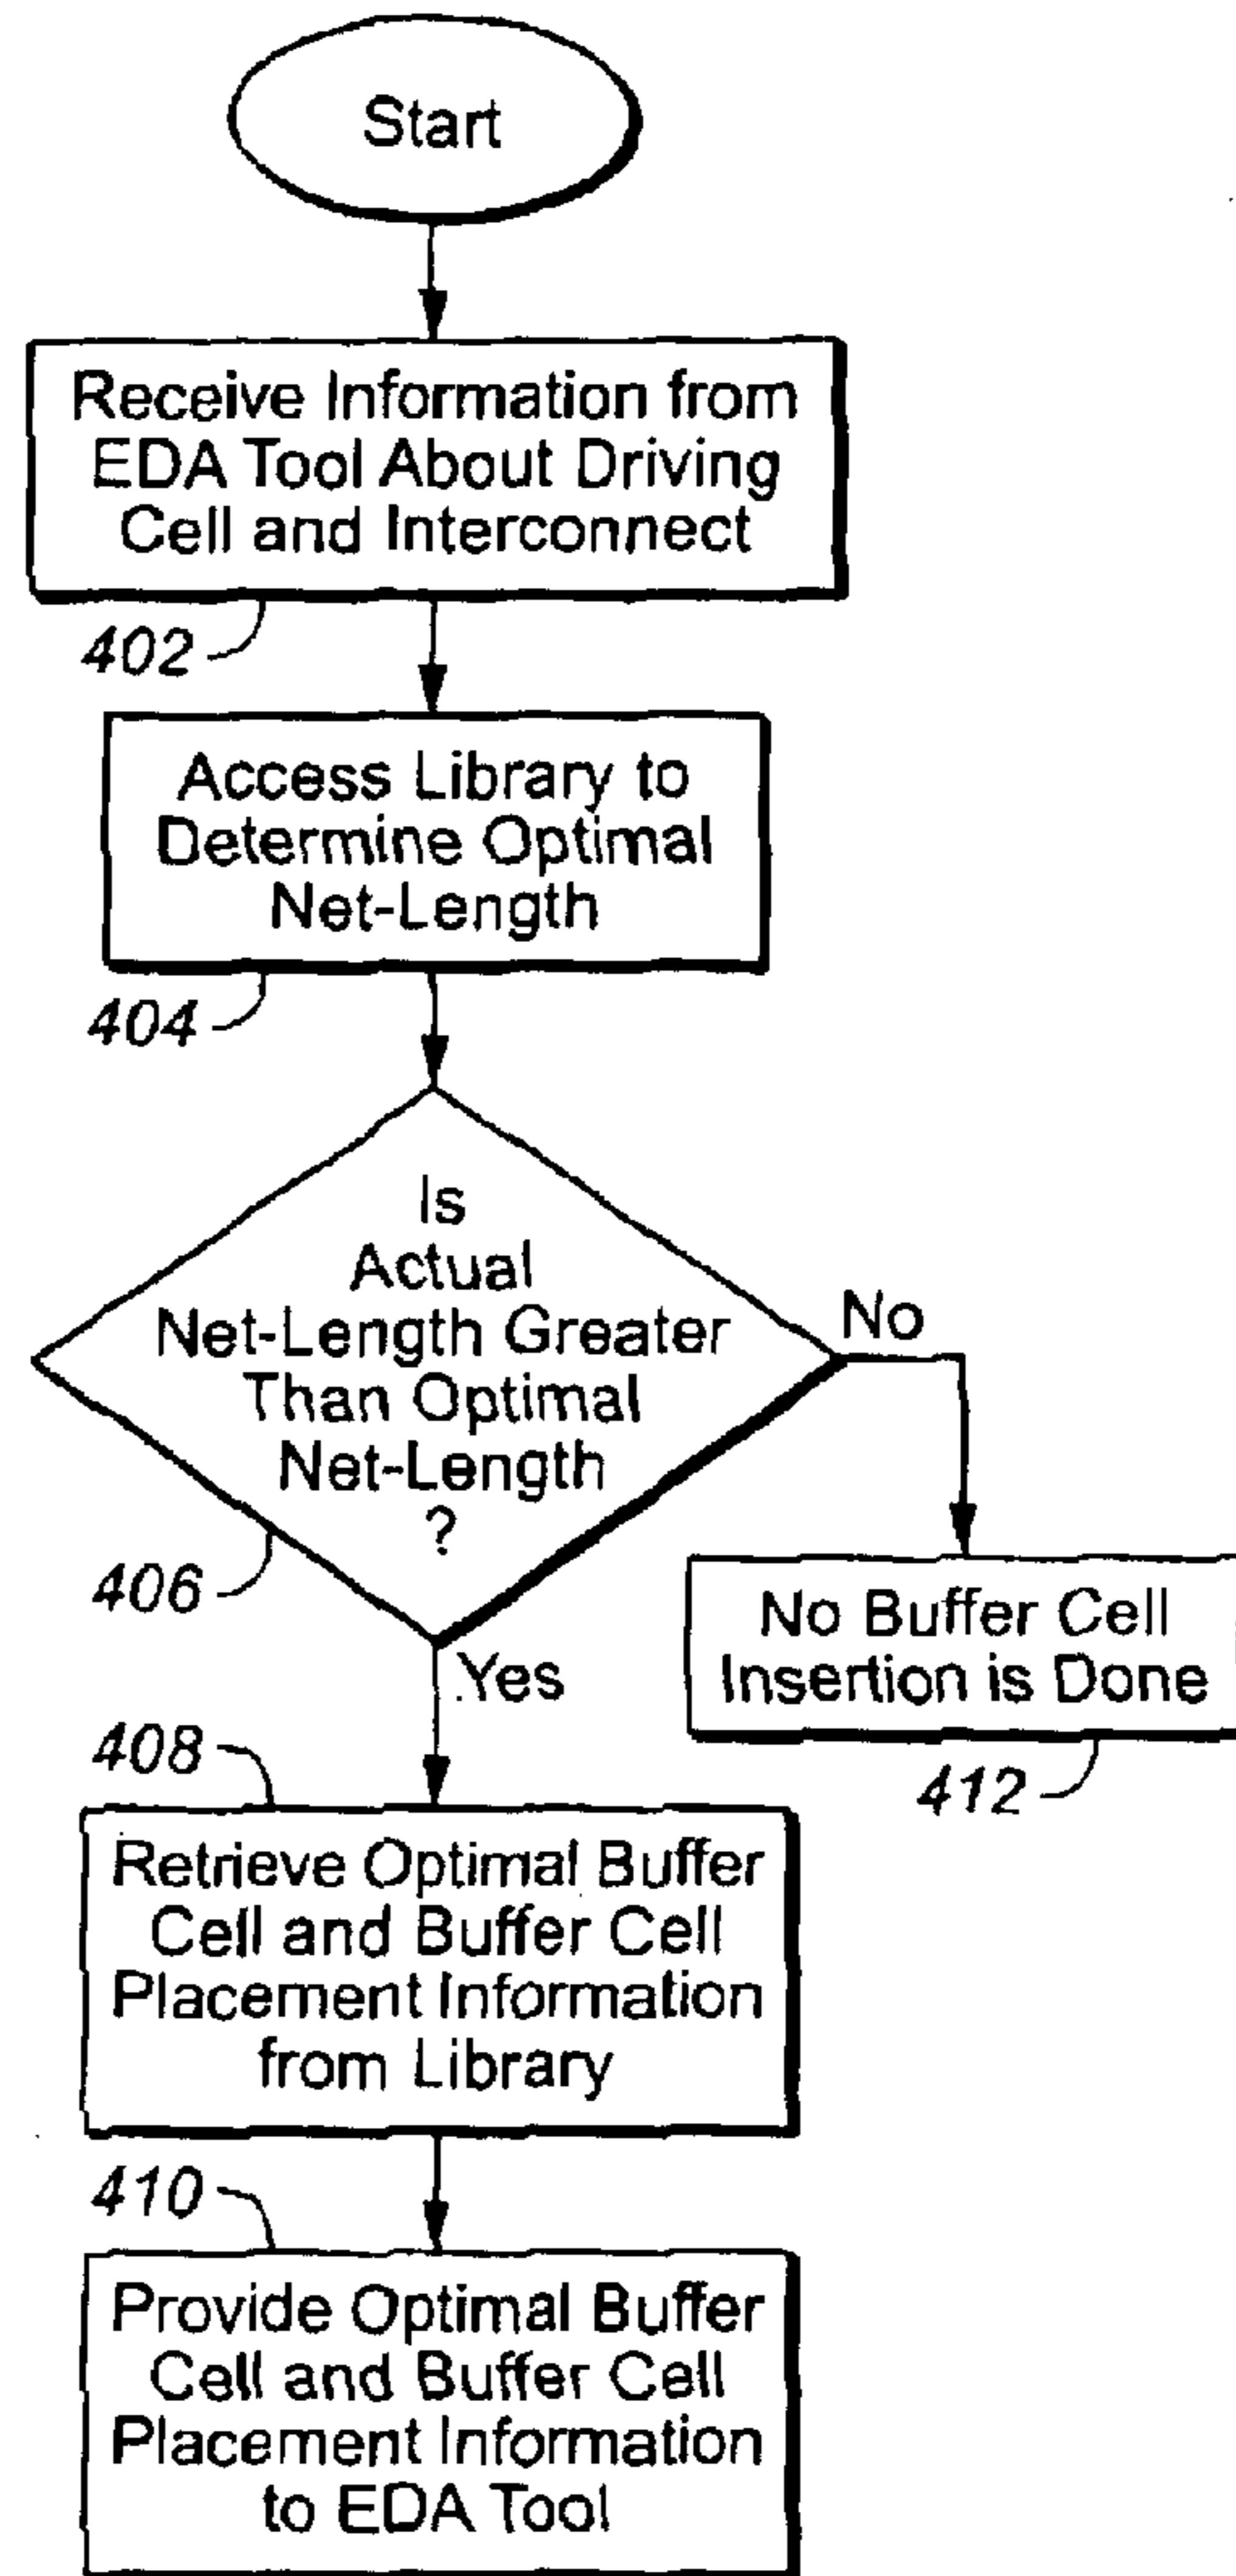 Start
Receive Information from
EDA Tool About Driving
Cell and Interconnect
402
Access Library to
Determine Optimal
Net-Length
404
Is
Actual
Net-Length Greater
Than Optimal
Net-Length
?
No
406
Yes
No Buffer Cell
Insertion is Done
412
408
Retrieve Optimal Buffer
Cell and Buffer Cell
Placement Information
from Library
410
Provide Optimal Buffer
Cell and Buffer Cell
Placement Information
to EDA Tool